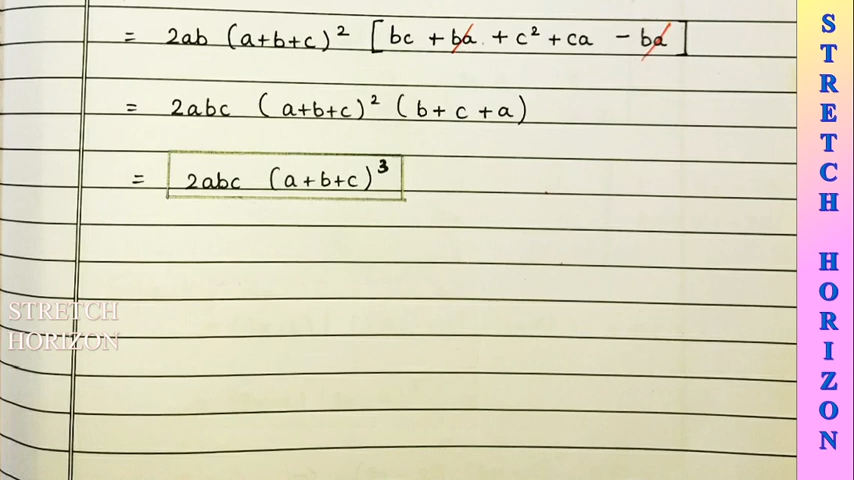 = 2ab (a+b+c)² [bc + ba + c² + ca - ba]
= 2abc (a+b+c)² (b+c+a)
= 2abc (a+b+c)³
STRETCH
HORIZON
STRETCH HORIZON